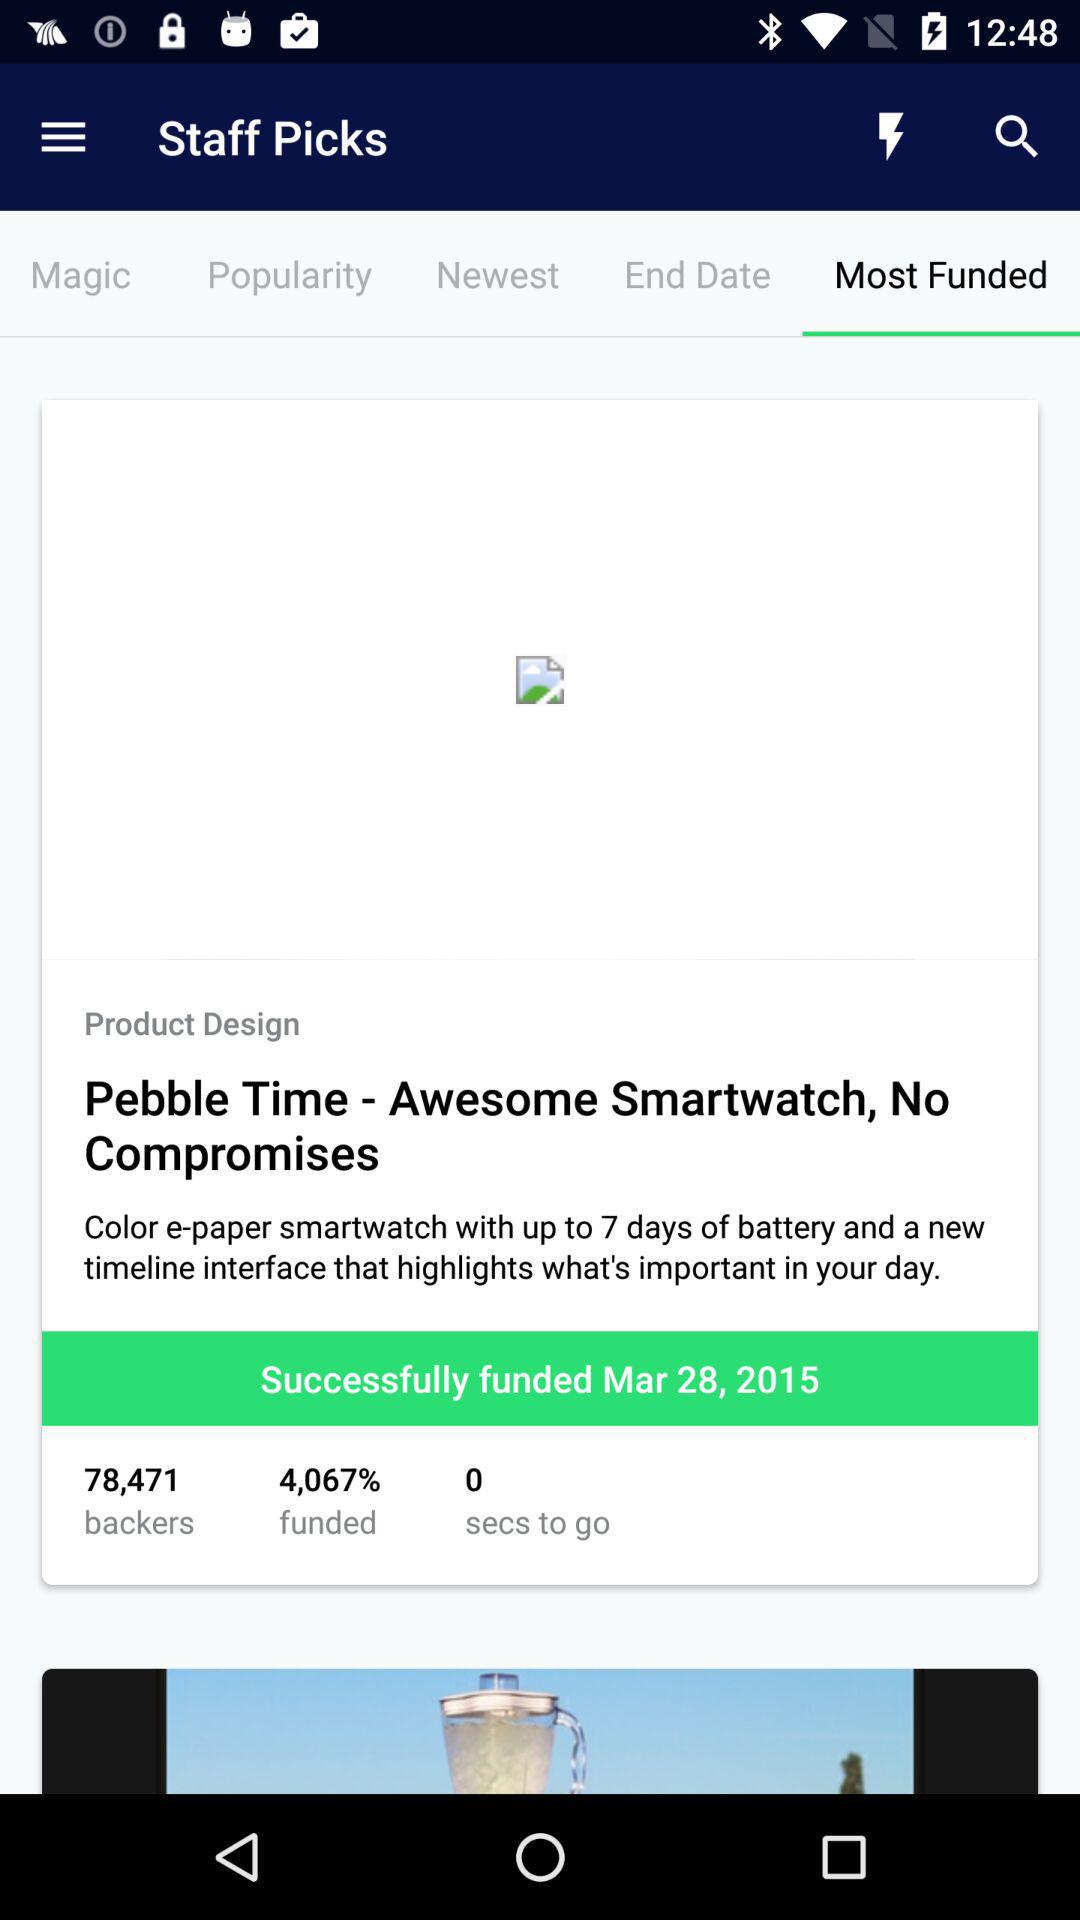 12:48
Staff Picks
Magic Popularity Newest End Date Most Funded
Product Design
Pebble Time - Awesome Smartwatch, No
Compromises
Color e-paper smartwatch with up to 7 days of battery and a new
timeline interface that highlights what's important in your day.
Successfully funded Mar 28, 2015
78,471 4,067% 0
backers funded secs to go